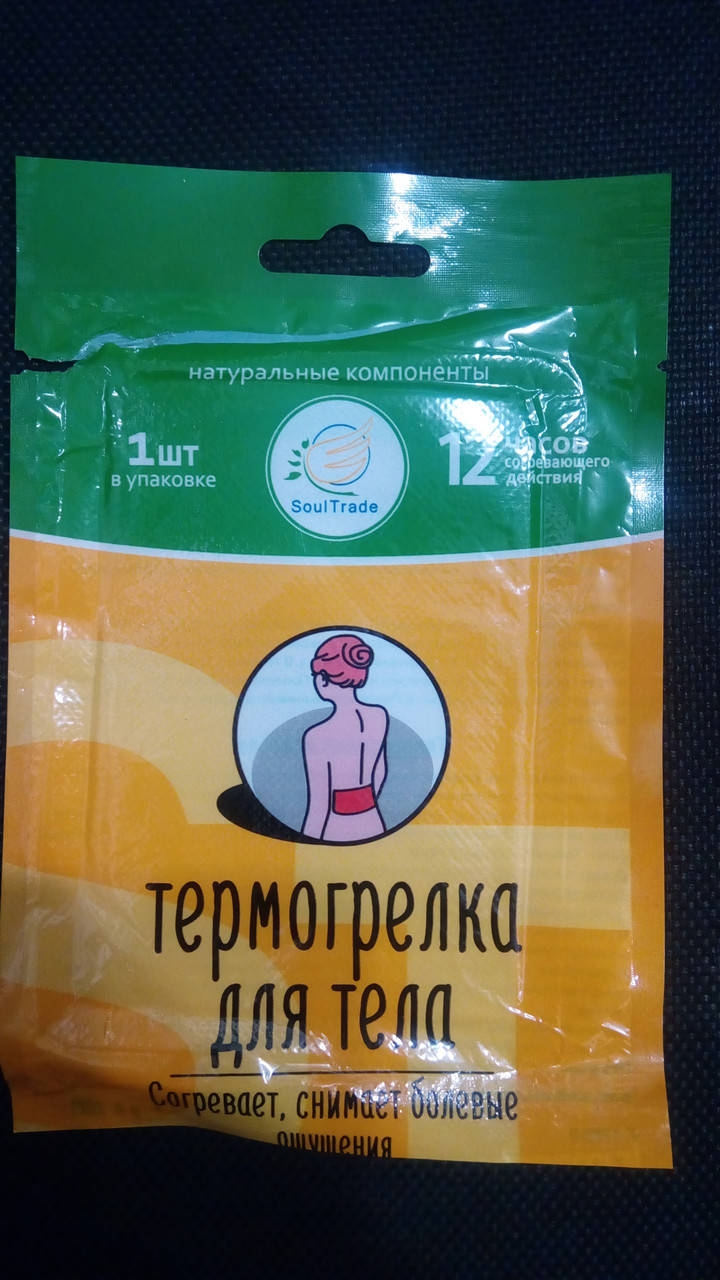 натуральные компоненты
1шт
в упаковке
SoulTrade
12 часов
согревающего
действия
термогрелка
для тела
Согревает, снимает болевые
ощущения